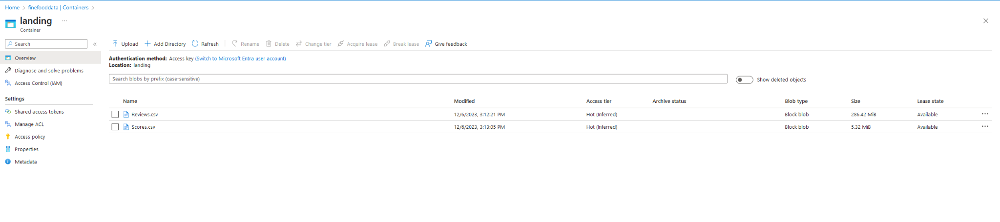 Home > finefooddata | Containers >
landing ...
Container
Search «
Upload Add Directory Refresh Rename Delete Change tier Acquire lease Break lease Give feedback
Overview
Diagnose and solve problems
Access Control (IAM)
Settings
Shared access tokens
Manage ACL
Access policy
Properties
Metadata
Authentication method: Access key (Switch to Microsoft Entra user account)
Location: landing
Search blobs by prefix (case-sensitive)
Show deleted objects
Name Modified Access tier Archive status Blob type Size Lease state
Reviews.csv 12/6/2023, 3:12:21 PM Hot (Inferred) Block blob 286.42 MiB Available ...
Scores.csv 12/6/2023, 3:13:05 PM Hot (Inferred) Block blob 5.32 MiB Available ...